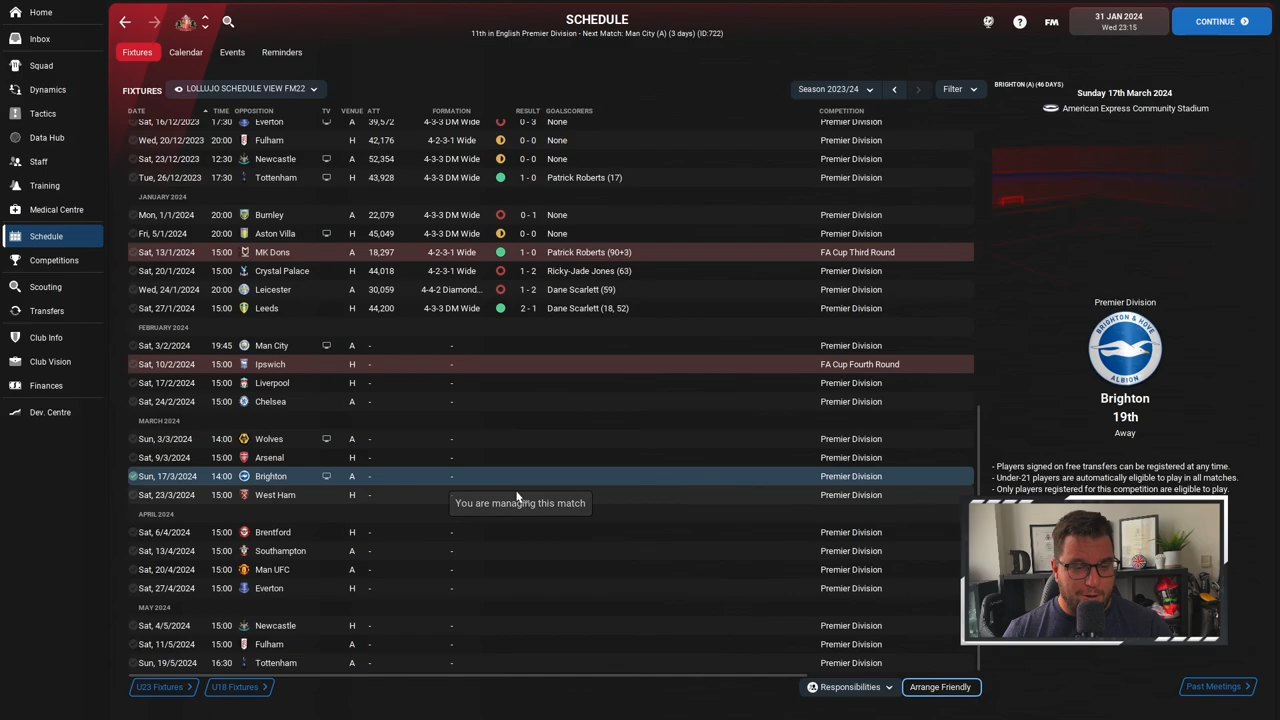 Home
Inbox
Squad
Dynamics
Tactics
Data Hub
Staff
Training
Medical Centre
Schedule
Competitions
Scouting
Transfers
Club Info
Club Vision
Finances
Dev. Centre
SCHEDULE
11th in English Premier Division - Next Match: Man City (A) (3 days) (ID:722)
FM
31 JAN 2024
Wed 23:15
CONTINUE
Fixtures Calendar Events Reminders
FIXTURES LOLLUJO SCHEDULE VIEW FM22 Season 2023/24 Filter
DATE TIME OPPOSITION TV VENUE ATT FORMATION RESULT GOALSCORERS COMPETITION
Sat, 16/12/2023 17:30 Everton A 39,572 4-3-3 DM Wide 0 - 3 None Premier Division
Wed, 20/12/2023 20:00 Fulham H 42,176 4-2-3-1 Wide 0 - 0 None Premier Division
Sat, 23/12/2023 12:30 Newcastle A 52,354 4-3-3 DM Wide 0 - 0 None Premier Division
Tue, 26/12/2023 17:30 Tottenham H 43,928 4-3-3 DM Wide 1 - 0 Patrick Roberts (17) Premier Division
JANUARY 2024
Mon, 1/1/2024 20:00 Burnley A 22,079 4-3-3 DM Wide 0 - 1 None Premier Division
Fri, 5/1/2024 20:00 Aston Villa H 45,049 4-3-3 DM Wide 0 - 0 None Premier Division
Sat, 13/1/2024 15:00 MK Dons A 18,297 4-2-3-1 Wide 1 - 0 Patrick Roberts (90+3) FA Cup Third Round
Sat, 20/1/2024 15:00 Crystal Palace H 44,018 4-2-3-1 Wide 1 - 2 Ricky-Jade Jones (63) Premier Division
Wed, 24/1/2024 20:00 Leicester A 30,059 4-4-2 Diamond... 1 - 2 Dane Scarlett (59) Premier Division
Sat, 27/1/2024 15:00 Leeds H 44,200 4-3-3 DM Wide 2 - 1 Dane Scarlett (18, 52) Premier Division
FEBRUARY 2024
Sat, 3/2/2024 19:45 Man City A - - Premier Division
Sat, 10/2/2024 15:00 Ipswich H - - FA Cup Fourth Round
Sat, 17/2/2024 15:00 Liverpool H - - Premier Division
Sat, 24/2/2024 15:00 Chelsea A - - Premier Division
MARCH 2024
Sun, 3/3/2024 14:00 Wolves A - - Premier Division
Sat, 9/3/2024 15:00 Arsenal H - - Premier Division
Sun, 17/3/2024 14:00 Brighton A - - Premier Division
Sat, 23/3/2024 15:00 West Ham H - - Premier Division
You are managing this match
APRIL 2024
Sat, 6/4/2024 15:00 Brentford H - - Premier Division
Sat, 13/4/2024 15:00 Southampton A - - Premier Division
Sat, 20/4/2024 15:00 Man UFC A - - Premier Division
Sat, 27/4/2024 15:00 Everton H - - Premier Division
MAY 2024
Sat, 4/5/2024 15:00 Newcastle H - - Premier Division
Sat, 11/5/2024 15:00 Fulham A - - Premier Division
Sun, 19/5/2024 16:30 Tottenham A - - Premier Division
U23 Fixtures U18 Fixtures Responsibilities Arrange Friendly Past Meetings
BRIGHTON (A) (46 DAYS)
Sunday 17th March 2024
American Express Community Stadium
Premier Division
BRIGHTON & HOVE
ALBION
Brighton
19th
Away
- Players signed on free transfers can be registered at any time.
- Under-21 players are automatically eligible to play in all matches.
- Only players registered for this competition are eligible to play.
D